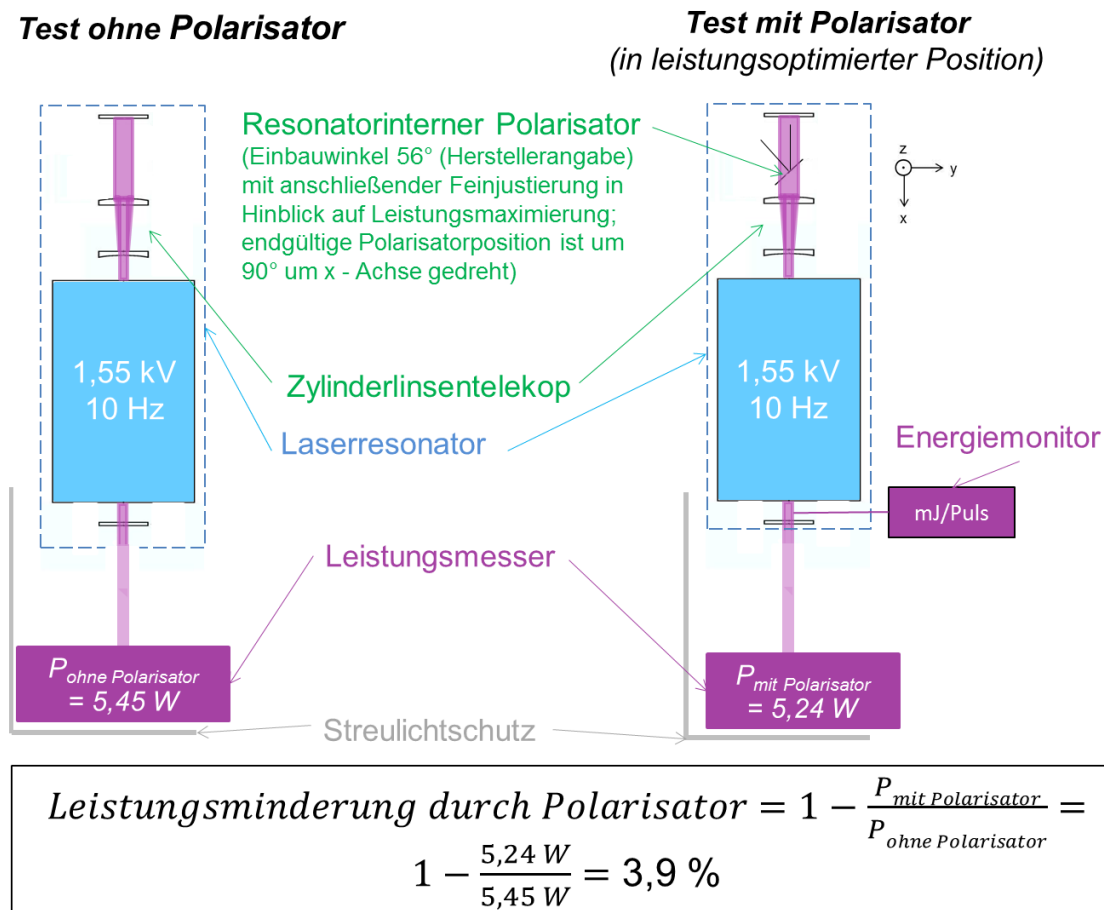 Test ohne Polarisator
Test mit Polarisator
(in leistungsoptimierter Position)
Resonatorinterner Polarisator
(Einbauwinkel 56° (Herstellerangabe)
mit anschließender Feinjustierung in
Hinblick auf Leistungsmaximierung;
endgültige Polarisatorposition ist um
90° um x - Achse gedreht)
z
y
x
1,55 kV
10 Hz
Zylinderlinsentelekop
Laserresonator
1,55 kV
10 Hz
Energiemonitor
mJ/Puls
Leistungsmesser
P ohne Polarisator
= 5,45 W
P mit Polarisator
= 5,24 W
Streulichtschutz
Leistungsminderung durch Polarisator = 1 − P mit Polarisator / P ohne Polarisator =
1 − 5,24 W / 5,45 W = 3,9 %